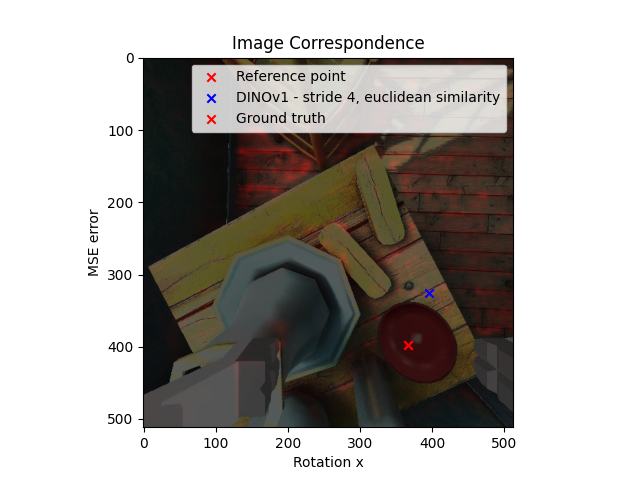 Image Correspondence
Reference point
DINOv1 - stride 4, euclidean similarity
Ground truth
0
100
200
300
400
500
MSE error
0
100
200
300
400
500
Rotation x